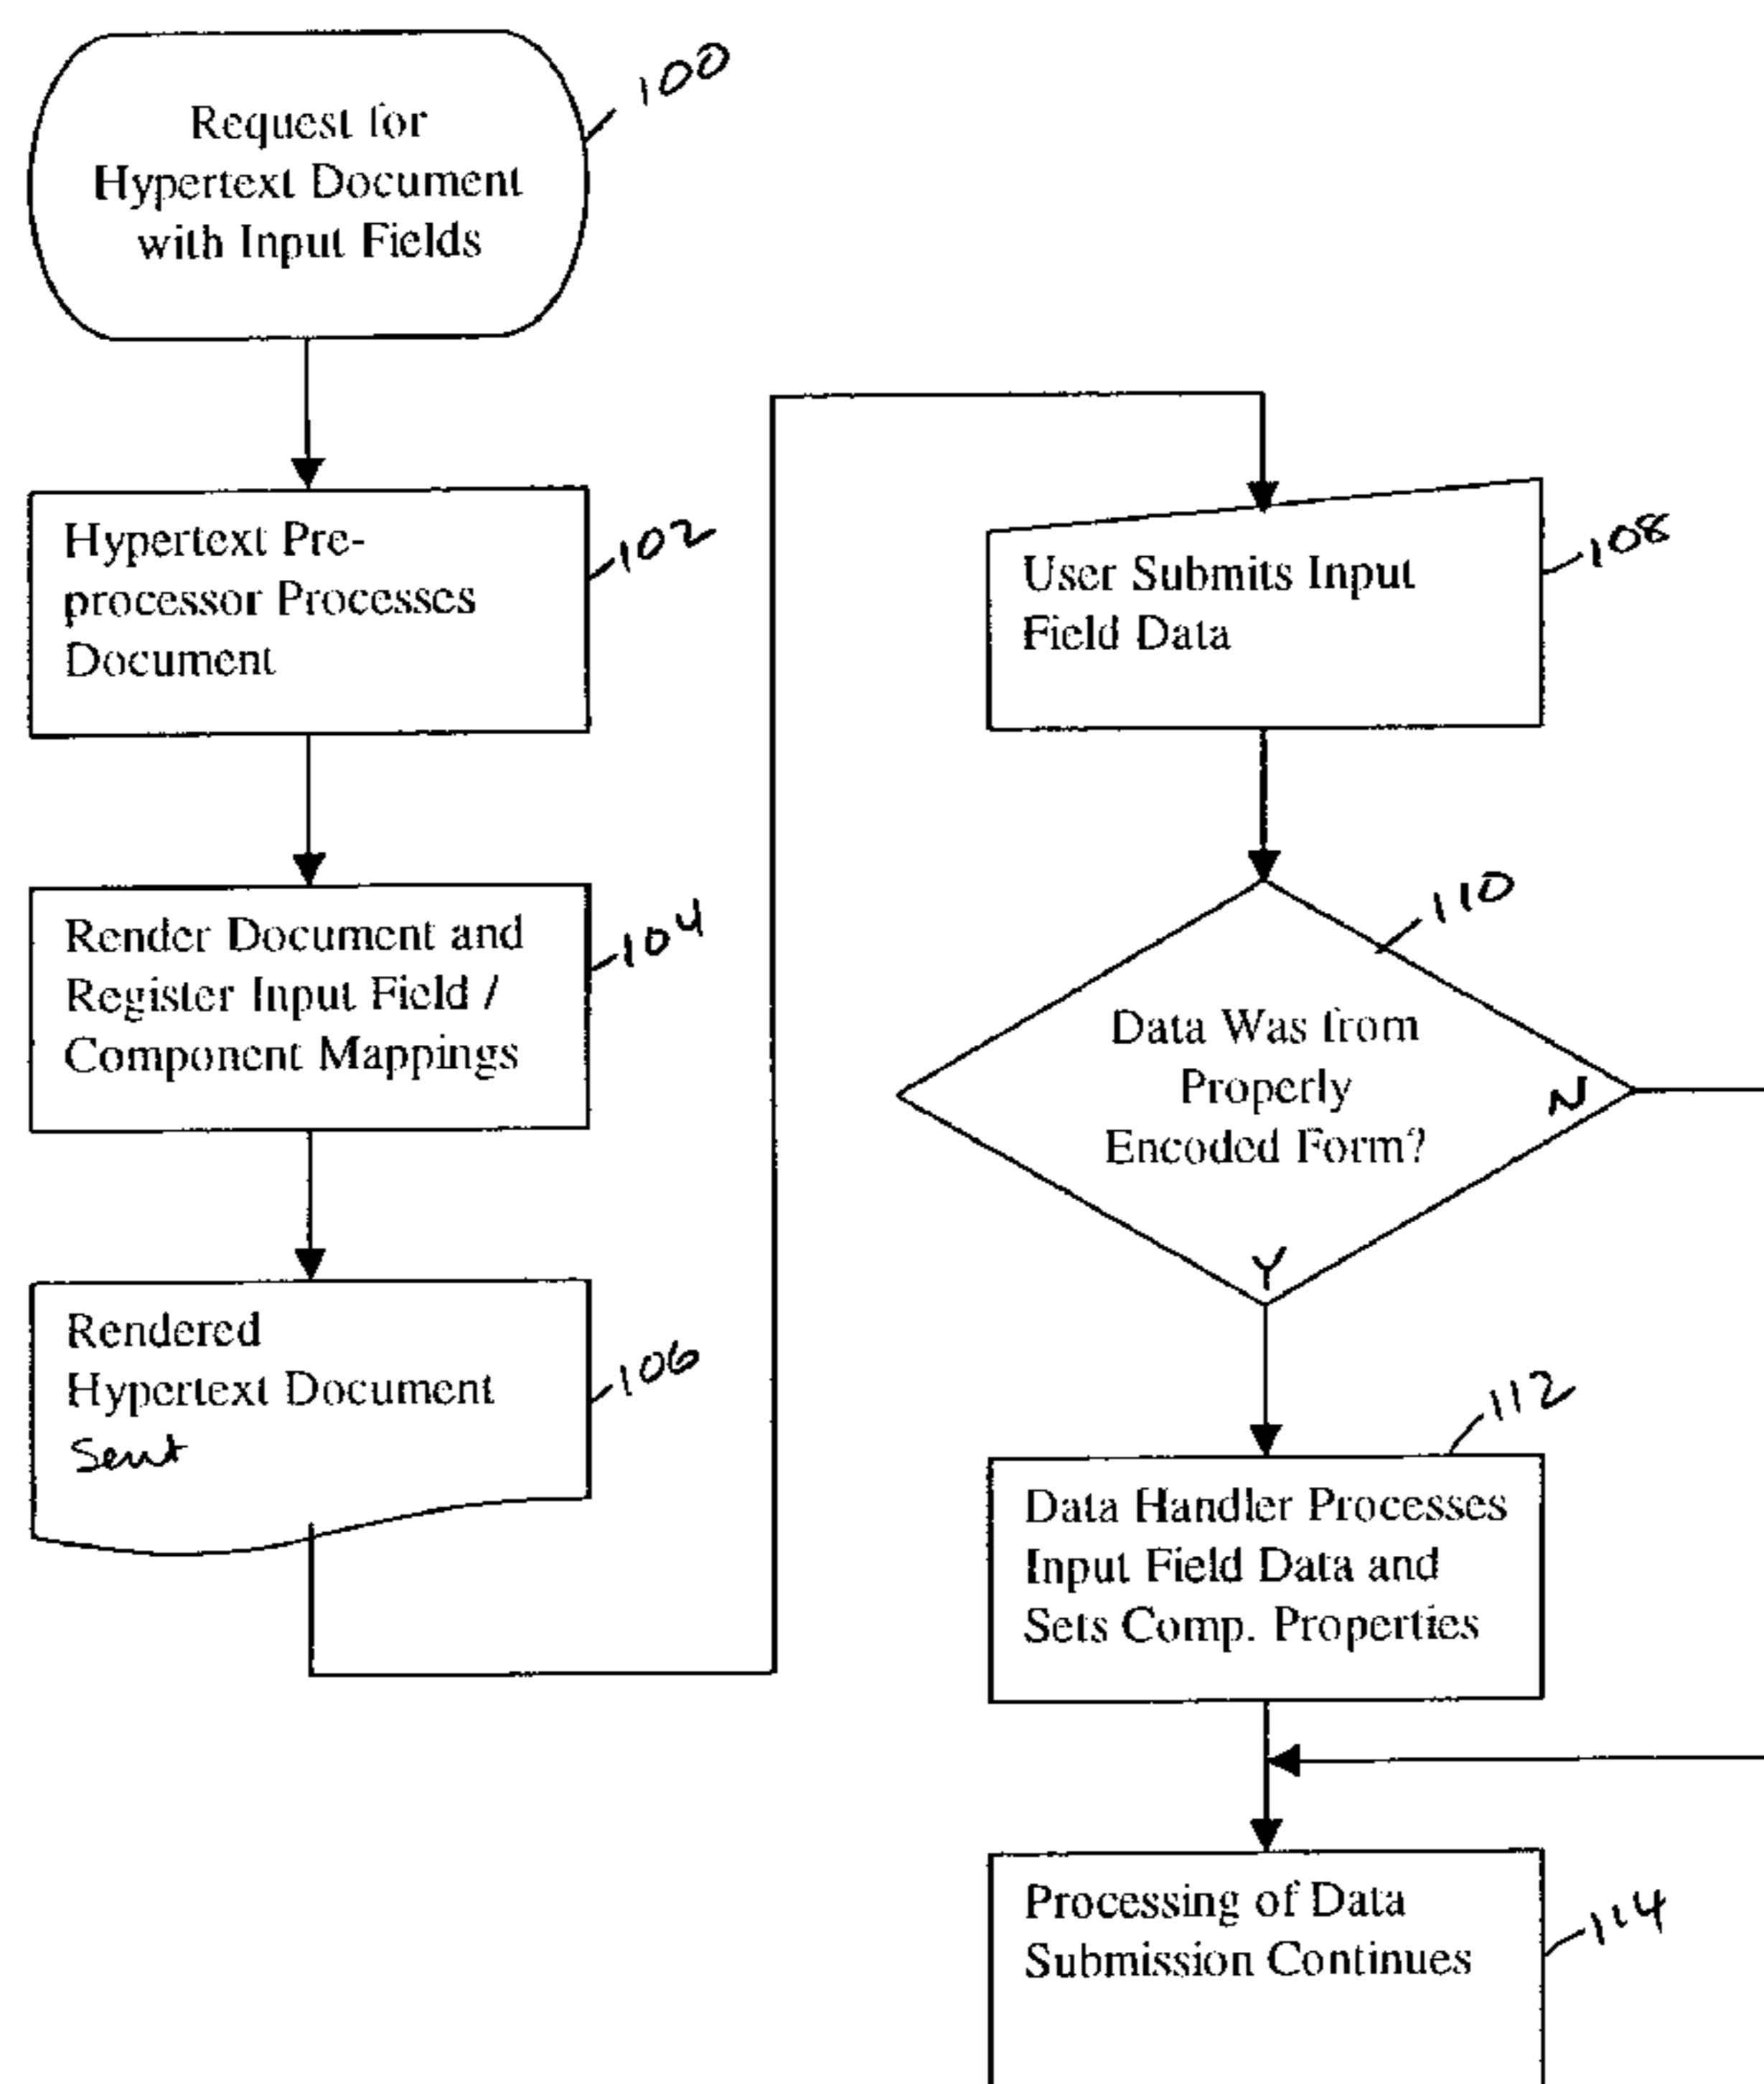 Request for
Hypertext Document
with Input Fields
100
Hypertext Pre-
processor Processes
Document
102
Render Document and
Register Input Field /
Component Mappings
104
Rendered
Hypertext Document
Sent
106
User Submits Input
Field Data
108
Data Was from
Properly
Encoded Form?
110
N
Y
Data Handler Processes
Input Field Data and
Sets Comp. Properties
112
Processing of Data
Submission Continues
114